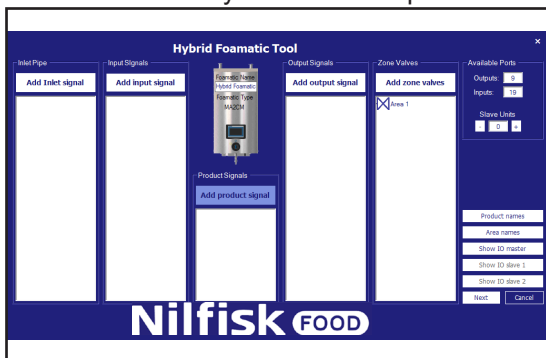 Hybrid Foamatic Tool
×
Inlet Pipe
Add Inlet signal
Input Signals
Add input signal
Foamatic Name
Hybrid Foamatic
Foamatic Type
MA2CM
Product Signals
Add product signal
Output Signals
Add output signal
Zone Valves
Add zone valves
Area 1
Available Ports
Outputs: 9
Inputs: 19
Slave Units
- 0 +
Product names
Area names
Show IO master
Show IO slave 1
Show IO slave 2
Next Cancel
Nilfisk FOOD